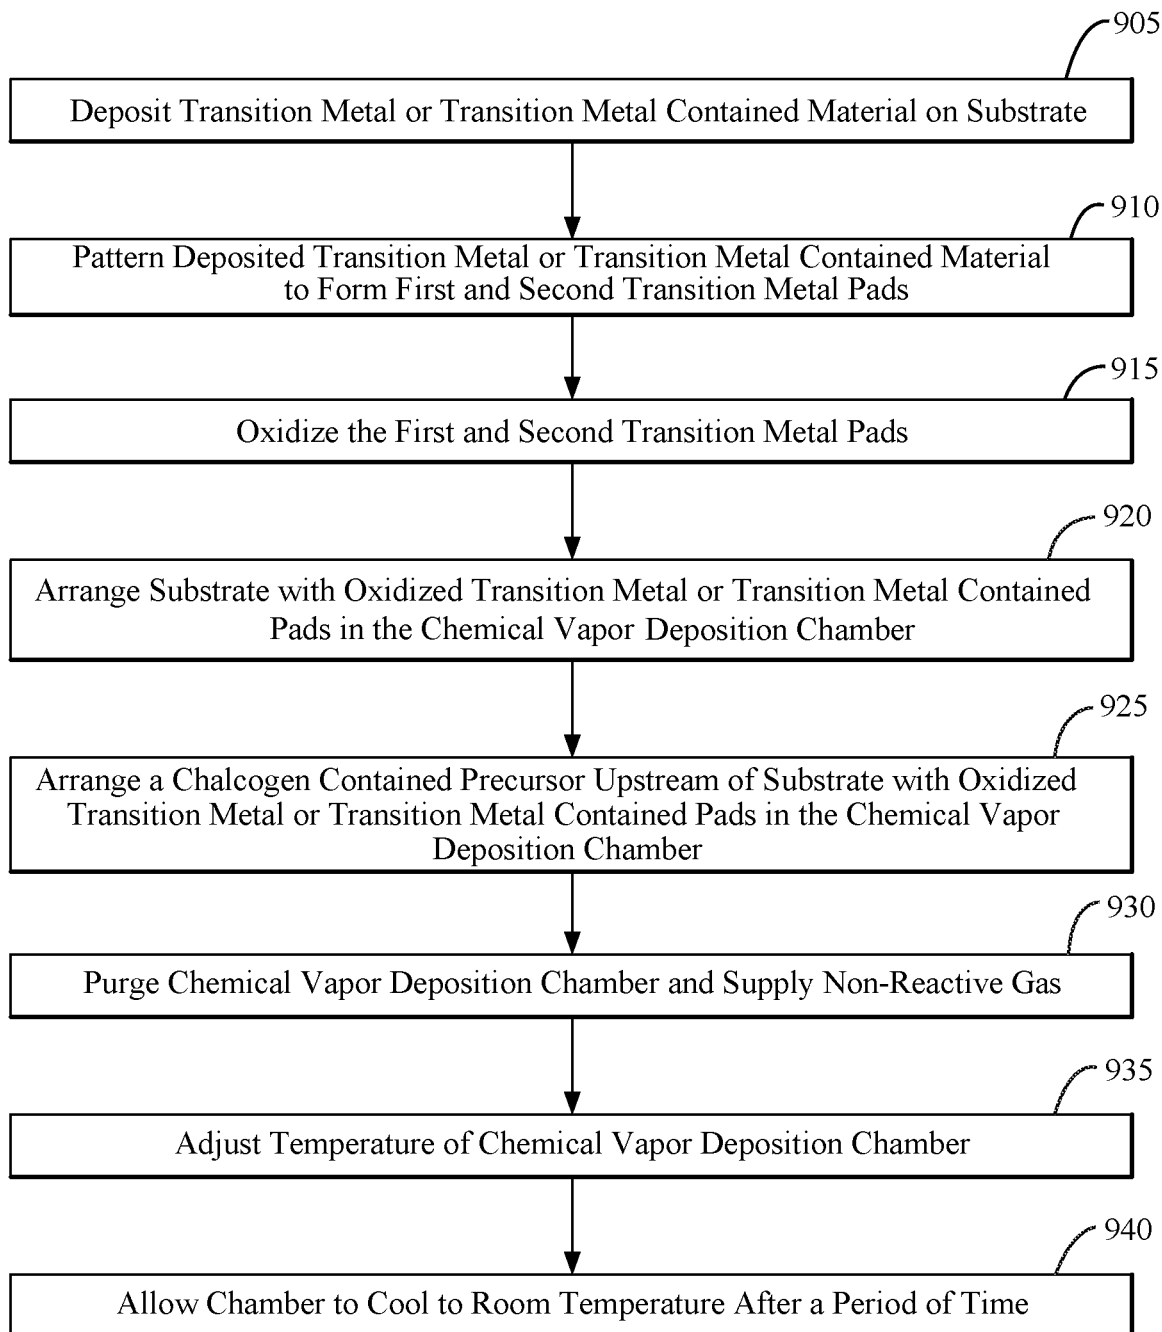 905
Deposit Transition Metal or Transition Metal Contained Material on Substrate
910
Pattern Deposited Transition Metal or Transition Metal Contained Material
to Form First and Second Transition Metal Pads
915
Oxidize the First and Second Transition Metal Pads
920
Arrange Substrate with Oxidized Transition Metal or Transition Metal Contained
Pads in the Chemical Vapor Deposition Chamber
925
Arrange a Chalcogen Contained Precursor Upstream of Substrate with Oxidized
Transition Metal or Transition Metal Contained Pads in the Chemical Vapor
Deposition Chamber
930
Purge Chemical Vapor Deposition Chamber and Supply Non-Reactive Gas
935
Adjust Temperature of Chemical Vapor Deposition Chamber
940
Allow Chamber to Cool to Room Temperature After a Period of Time